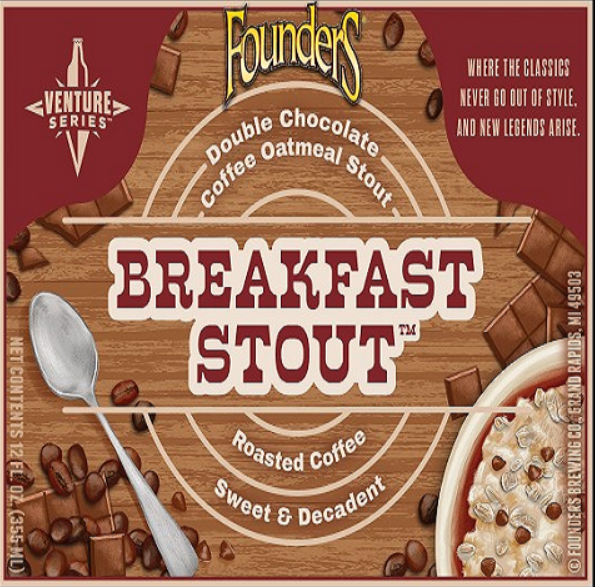 FOUNDERS
VENTURE
SERIES™
WHERE THE CLASSICS
NEVER GO OUT OF STYLE,
AND NEW LEGENDS ARISE.
Double Chocolate
Coffee Oatmeal Stout
BREAKFAST
STOUT™
Roasted Coffee
Sweet & Decadent
NET CONTENTS 12 FL. OZ. (355 ML)
© FOUNDERS BREWING CO., GRAND RAPIDS, MI 49503